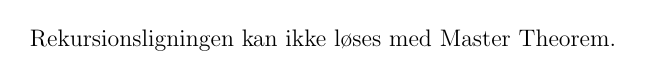 Rekursionsligningen kan ikke løses med Master Theorem.